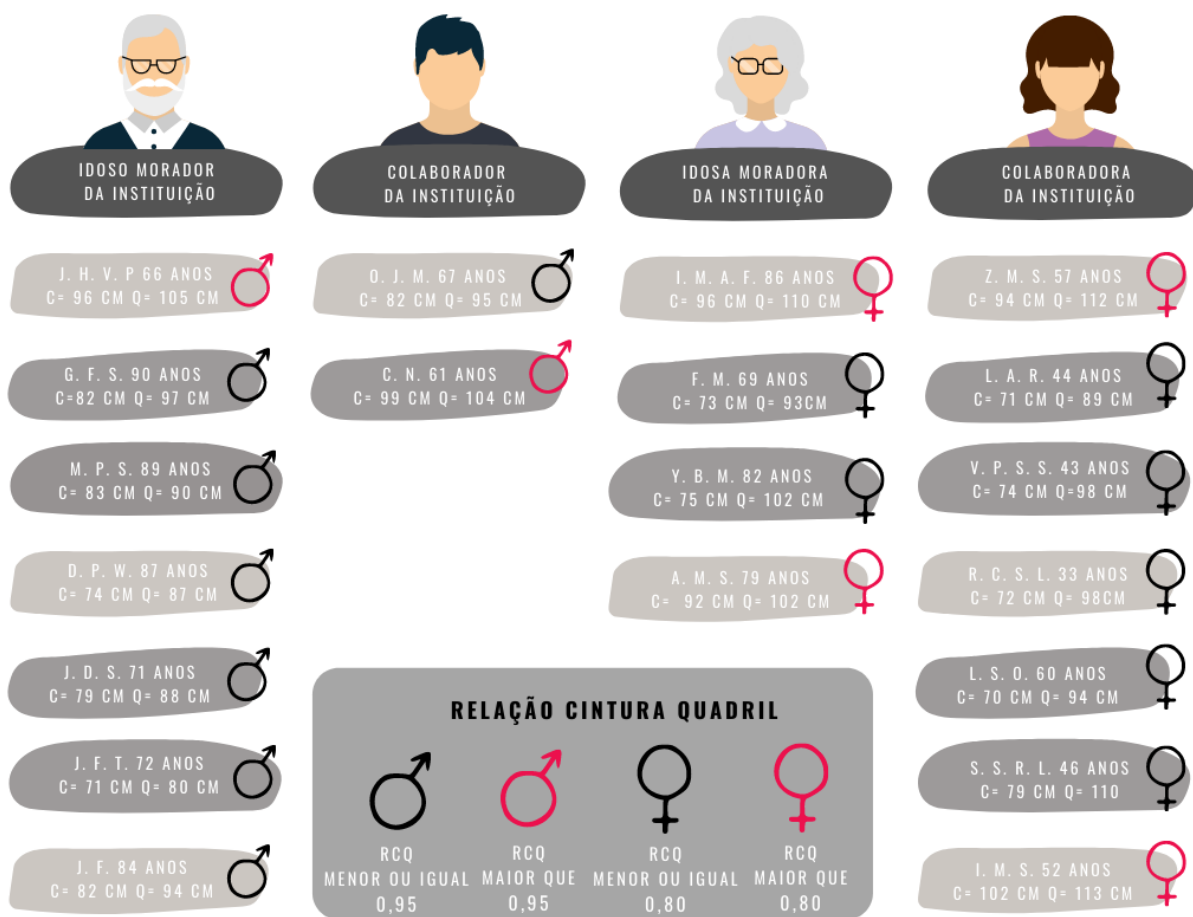 IDOSO MORADOR
DA INSTITUIÇÃO
J. H. V. P 66 ANOS
C= 96 CM Q= 105 CM
G. F. S. 90 ANOS
C=82 CM Q= 97 CM
M. P. S. 89 ANOS
C= 83 CM Q= 90 CM
D. P. W. 87 ANOS
C= 74 CM Q= 87 CM
J. D. S. 71 ANOS
C= 79 CM Q= 88 CM
J. F. T. 72 ANOS
C= 71 CM Q= 80 CM
J. F. 84 ANOS
C= 82 CM Q= 94 CM
COLABORADOR
DA INSTITUIÇÃO
O. J. M. 67 ANOS
C= 82 CM Q= 95 CM
C. N. 61 ANOS
C= 99 CM Q= 104 CM
IDOSA MORADORA
DA INSTITUIÇÃO
I. M. A. F. 86 ANOS
C= 96 CM Q= 110 CM
F. M. 69 ANOS
C= 73 CM Q= 93CM
Y. B. M. 82 ANOS
C= 75 CM Q= 102 CM
A. M. S. 79 ANOS
C= 92 CM Q= 102 CM
COLABORADORA
DA INSTITUIÇÃO
Z. M. S. 57 ANOS
C= 94 CM Q= 112 CM
L. A. R. 44 ANOS
C= 71 CM Q= 89 CM
V. P. S. S. 43 ANOS
C= 74 CM Q=98 CM
R. C. S. L. 33 ANOS
C= 72 CM Q= 98CM
L. S. O. 60 ANOS
C= 70 CM Q= 94 CM
S. S. R. L. 46 ANOS
C= 79 CM Q= 110
I. M. S. 52 ANOS
C= 102 CM Q= 113 CM
RELAÇÃO CINTURA QUADRIL
RCQ
MENOR OU IGUAL
0,95
RCQ
MAIOR QUE
0,95
RCQ
MENOR OU IGUAL
0,80
RCQ
MAIOR QUE
0,80